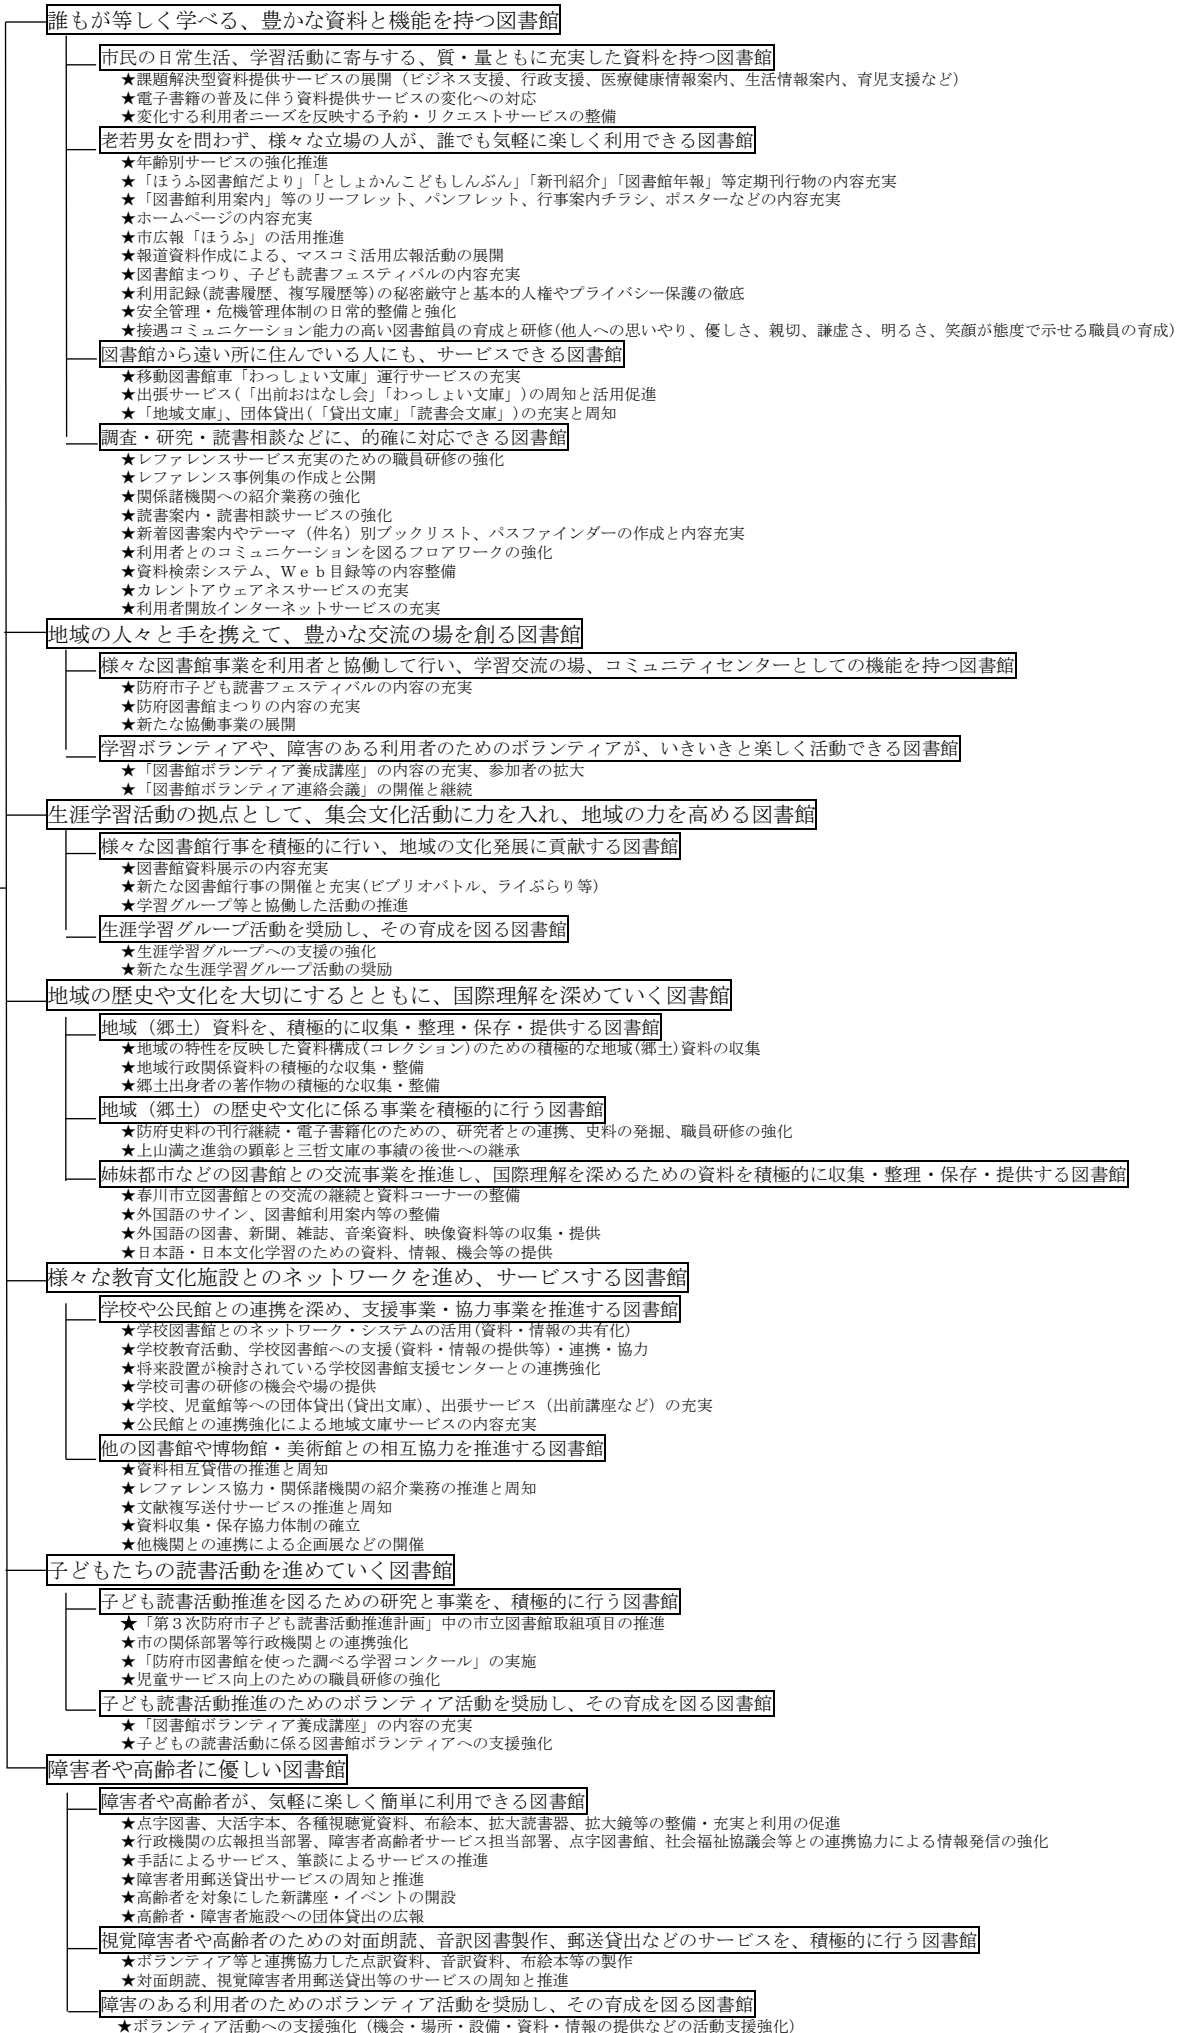 誰もが等しく学べる、豊かな資料と機能を持つ図書館
市民の日常生活、学習活動に寄与する、質・量ともに充実した資料を持つ図書館
★課題解決型資料提供サービスの展開（ビジネス支援、行政支援、医療健康情報案内、生活情報案内、育児支援など）
★電子書籍の普及に伴う資料提供サービスの変化への対応
★変化する利用者ニーズを反映する予約・リクエストサービスの整備
老若男女を問わず、様々な立場の人が、誰でも気軽に楽しく利用できる図書館
★年齢別サービスの強化推進
★「ほうふ図書館だより」「としょかんこどもしんぶん」「新刊紹介」「図書館年報」等定期刊行物の内容充実
★「図書館利用案内」等のリーフレット、パンフレット、行事案内チラシ、ポスターなどの内容充実
★ホームページの内容充実
★市広報「ほうふ」の活用推進
★報道資料作成による、マスコミ活用広報活動の展開
★図書館まつり、子ども読書フェスティバルの内容充実
★利用記録(読書履歴、複写履歴等)の秘密厳守と基本的人権やプライバシー保護の徹底
★安全管理・危機管理体制の日常的整備と強化
★接遇コミュニケーション能力の高い図書館員の育成と研修(他人への思いやり、優しさ、親切、謙虚さ、明るさ、笑顔が態度で示せる職員の育成)
図書館から遠い所に住んでいる人にも、サービスできる図書館
★移動図書館車「わっしょい文庫」運行サービスの充実
★出張サービス(「出前おはなし会」「わっしょい文庫」)の周知と活用促進
★「地域文庫」、団体貸出(「貸出文庫」「読書会文庫」)の充実と周知
調査・研究・読書相談などに、的確に対応できる図書館
★レファレンスサービス充実のための職員研修の強化
★レファレンス事例集の作成と公開
★関係諸機関への紹介業務の強化
★読書案内・読書相談サービスの強化
★新着図書案内やテーマ（件名）別ブックリスト、パスファインダーの作成と内容充実
★利用者とのコミュニケーションを図るフロアワークの強化
★資料検索システム、Ｗｅｂ目録等の内容整備
★カレントアウェアネスサービスの充実
★利用者開放インターネットサービスの充実
地域の人々と手を携えて、豊かな交流の場を創る図書館
様々な図書館事業を利用者と協働して行い、学習交流の場、コミュニティセンターとしての機能を持つ図書館
★防府市子ども読書フェスティバルの内容の充実
★防府図書館まつりの内容の充実
★新たな協働事業の展開
学習ボランティアや、障害のある利用者のためのボランティアが、いきいきと楽しく活動できる図書館
★「図書館ボランティア養成講座」の内容の充実、参加者の拡大
★「図書館ボランティア連絡会議」の開催と継続
生涯学習活動の拠点として、集会文化活動に力を入れ、地域の力を高める図書館
様々な図書館行事を積極的に行い、地域の文化発展に貢献する図書館
★図書館資料展示の内容充実
★新たな図書館行事の開催と充実(ビブリオバトル、ライぶらり等)
★学習グループ等と協働した活動の推進
生涯学習グループ活動を奨励し、その育成を図る図書館
★生涯学習グループへの支援の強化
★新たな生涯学習グループ活動の奨励
地域の歴史や文化を大切にするとともに、国際理解を深めていく図書館
地域（郷土）資料を、積極的に収集・整理・保存・提供する図書館
★地域の特性を反映した資料構成(コレクション)のための積極的な地域(郷土)資料の収集
★地域行政関係資料の積極的な収集・整備
★郷土出身者の著作物の積極的な収集・整備
地域（郷土）の歴史や文化に係る事業を積極的に行う図書館
★防府史料の刊行継続・電子書籍化のための、研究者との連携、史料の発掘、職員研修の強化
★上山満之進翁の顕彰と三哲文庫の事績の後世への継承
姉妹都市などの図書館との交流事業を推進し、国際理解を深めるための資料を積極的に収集・整理・保存・提供する図書館
★春川市立図書館との交流の継続と資料コーナーの整備
★外国語のサイン、図書館利用案内等の整備
★外国語の図書、新聞、雑誌、音楽資料、映像資料等の収集・提供
★日本語・日本文化学習のための資料、情報、機会等の提供
様々な教育文化施設とのネットワークを進め、サービスする図書館
学校や公民館との連携を深め、支援事業・協力事業を推進する図書館
★学校図書館とのネットワーク・システムの活用(資料・情報の共有化)
★学校教育活動、学校図書館への支援(資料・情報の提供等)・連携・協力
★将来設置が検討されている学校図書館支援センターとの連携強化
★学校司書の研修の機会や場の提供
★学校、児童館等への団体貸出(貸出文庫)、出張サービス（出前講座など）の充実
★公民館との連携強化による地域文庫サービスの内容充実
他の図書館や博物館・美術館との相互協力を推進する図書館
★資料相互貸借の推進と周知
★レファレンス協力・関係諸機関の紹介業務の推進と周知
★文献複写送付サービスの推進と周知
★資料収集・保存協力体制の確立
★他機関との連携による企画展などの開催
子どもたちの読書活動を進めていく図書館
子ども読書活動推進を図るための研究と事業を、積極的に行う図書館
★「第３次防府市子ども読書活動推進計画」中の市立図書館取組項目の推進
★市の関係部署等行政機関との連携強化
★「防府市図書館を使った調べる学習コンクール」の実施
★児童サービス向上のための職員研修の強化
子ども読書活動推進のためのボランティア活動を奨励し、その育成を図る図書館
★「図書館ボランティア養成講座」の内容の充実
★子どもの読書活動に係る図書館ボランティアへの支援強化
障害者や高齢者に優しい図書館
障害者や高齢者が、気軽に楽しく簡単に利用できる図書館
★点字図書、大活字本、各種視聴覚資料、布絵本、拡大読書器、拡大鏡等の整備・充実と利用の促進
★行政機関の広報担当部署、障害者高齢者サービス担当部署、点字図書館、社会福祉協議会等との連携協力による情報発信の強化
★手話によるサービス、筆談によるサービスの推進
★障害者用郵送貸出サービスの周知と推進
★高齢者を対象にした新講座・イベントの開設
★高齢者・障害者施設への団体貸出の広報
視覚障害者や高齢者のための対面朗読、音訳図書製作、郵送貸出などのサービスを、積極的に行う図書館
★ボランティア等と連携協力した点訳資料、音訳資料、布絵本等の製作
★対面朗読、視覚障害者用郵送貸出等のサービスの周知と推進
障害のある利用者のためのボランティア活動を奨励し、その育成を図る図書館
★ボランティア活動への支援強化（機会・場所・設備・資料・情報の提供などの活動支援強化）